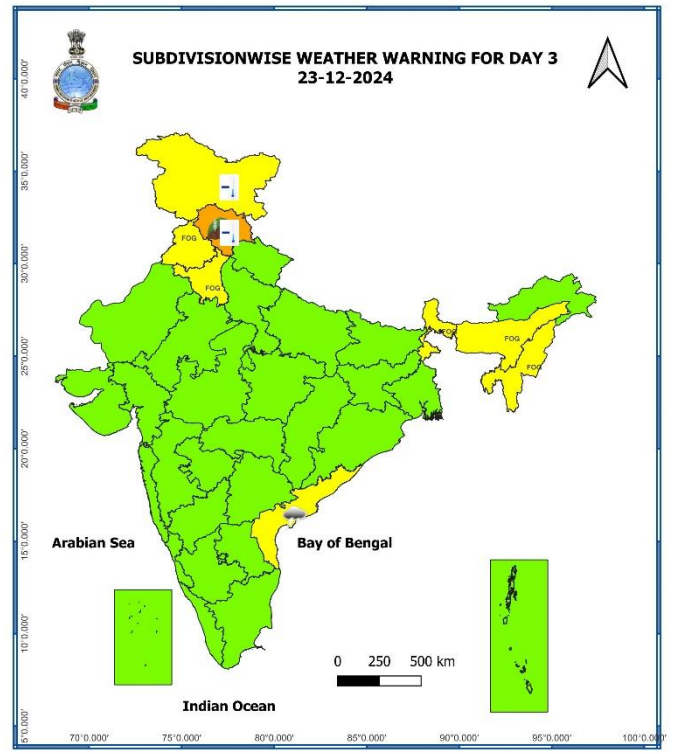 SUBDIVISIONWISE WEATHER WARNING FOR DAY 3
23-12-2024
40°0.000'
35°0.000'
30°0.000'
25°0.000'
20°0.000'
15°0.000'
10°0.000'
5°0.000'
FOG
FOG
FOG
FOG
FOG
Arabian Sea
Bay of Bengal
0 250 500 km
Indian Ocean
70°0.000' 75°0.000' 80°0.000' 85°0.000' 90°0.000' 95°0.000' 100°0.000'